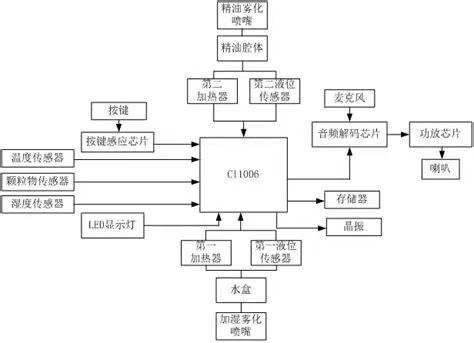 精油雾化
喷嘴
精油腔体
第二
加热器
第二液位
传感器
按键
麦克风
按键感应芯片
音频解码芯片
功放芯片
温度传感器
喇叭
颗粒物传感器
Ci1006
湿度传感器
存储器
LED显示灯
晶振
第一
加热器
第一液位
传感器
水盒
加湿雾化
喷嘴